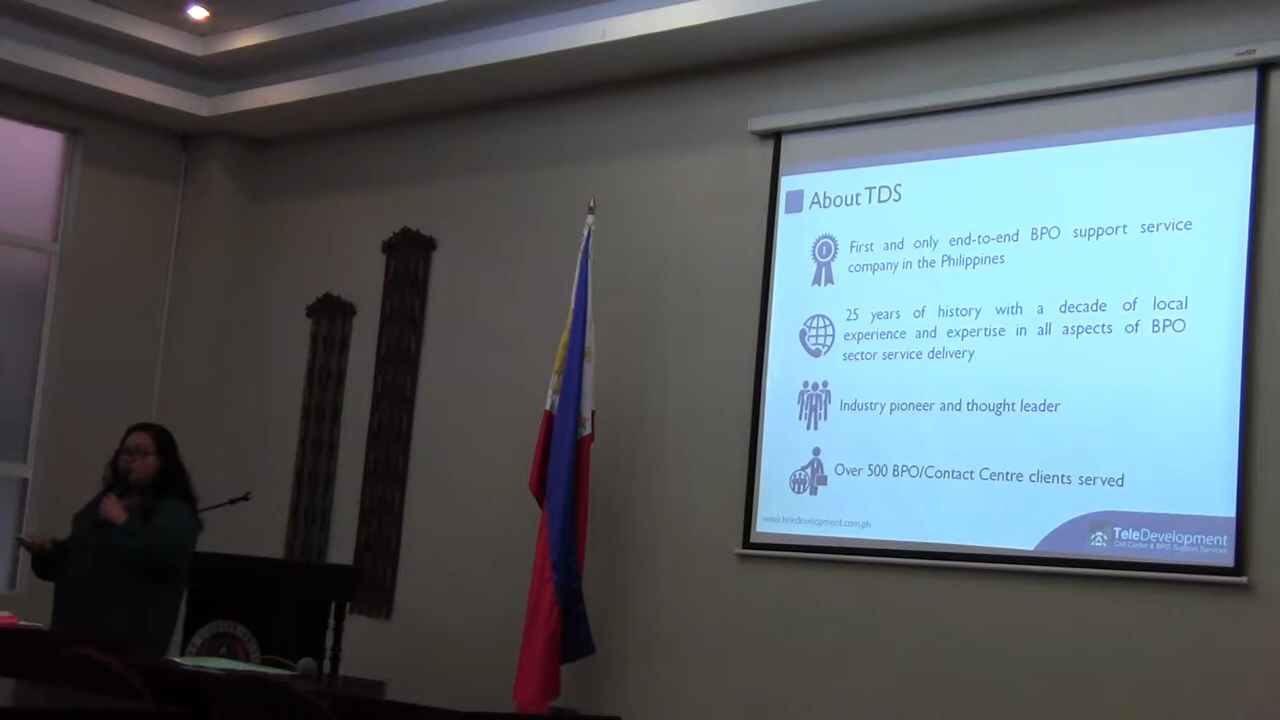 About TDS
First and only end-to-end BPO support service
company in the Philippines
25 years of history with a decade of local
experience and expertise in all aspects of BPO
sector service delivery
Industry pioneer and thought leader
Over 500 BPO/Contact Centre clients served
www.teledevelopment.com.ph
TeleDevelopment
Call Center & BPO Support Services